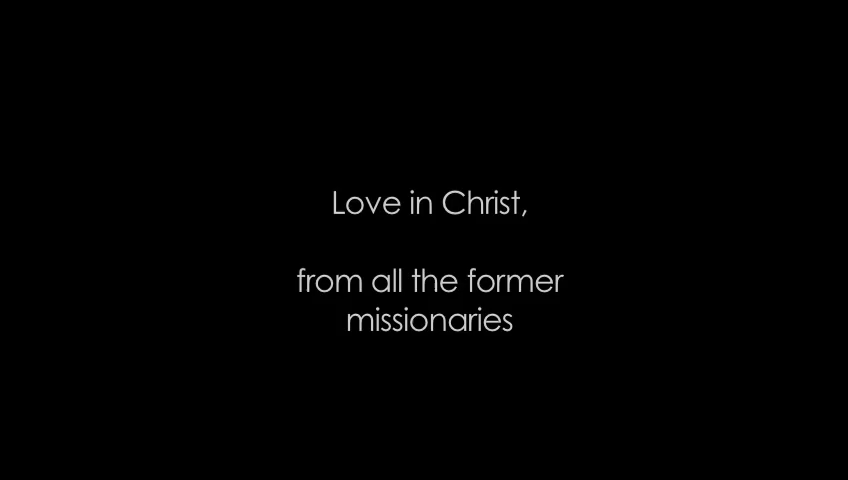 Love in Christ,
from all the former
missionaries